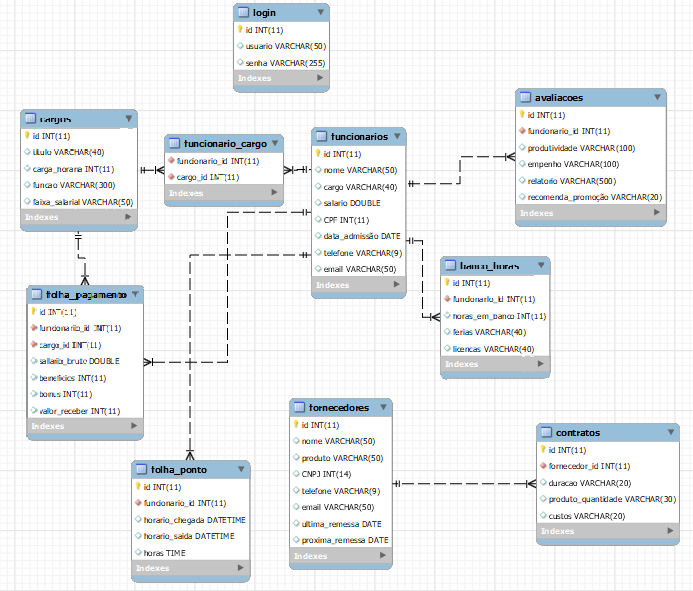 login
id INT(11)
usuario VARCHAR(50)
senha VARCHAR(255)
Indexes
cargos
id INT(11)
titulo VARCHAR(40)
carga_horaria INT(11)
funcao VARCHAR(300)
faixa_salarial VARCHAR(50)
Indexes
funcionario_cargo
funcionario_id INT(11)
cargo_id INT(11)
Indexes
funcionarios
id INT(11)
nome VARCHAR(50)
cargo VARCHAR(40)
salario DOUBLE
CPF INT(11)
data_admissão DATE
telefone VARCHAR(9)
email VARCHAR(50)
Indexes
avaliacoes
id INT(11)
funcionario_id INT(11)
produtividade VARCHAR(100)
empenho VARCHAR(100)
relatorio VARCHAR(500)
recomenda_promoção VARCHAR(20)
Indexes
banco_horas
id INT(11)
funcionario_id INT(11)
horas_em_banco INT(11)
ferias VARCHAR(40)
licencas VARCHAR(40)
Indexes
folha_pagamento
id INT(11)
funcionario_id INT(11)
cargo_id INT(11)
salario_bruto DOUBLE
beneficios INT(11)
bonus INT(11)
valor_receber INT(11)
Indexes
folha_ponto
id INT(11)
funcionario_id INT(11)
horario_chegada DATETIME
horario_saida DATETIME
horas TIME
Indexes
fornecedores
id INT(11)
nome VARCHAR(50)
produto VARCHAR(50)
CNPJ INT(14)
telefone VARCHAR(9)
email VARCHAR(50)
ultima_remessa DATE
proxima_remessa DATE
Indexes
contratos
id INT(11)
fornecedor_id INT(11)
duracao VARCHAR(20)
produto_quantidade VARCHAR(30)
custos VARCHAR(20)
Indexes